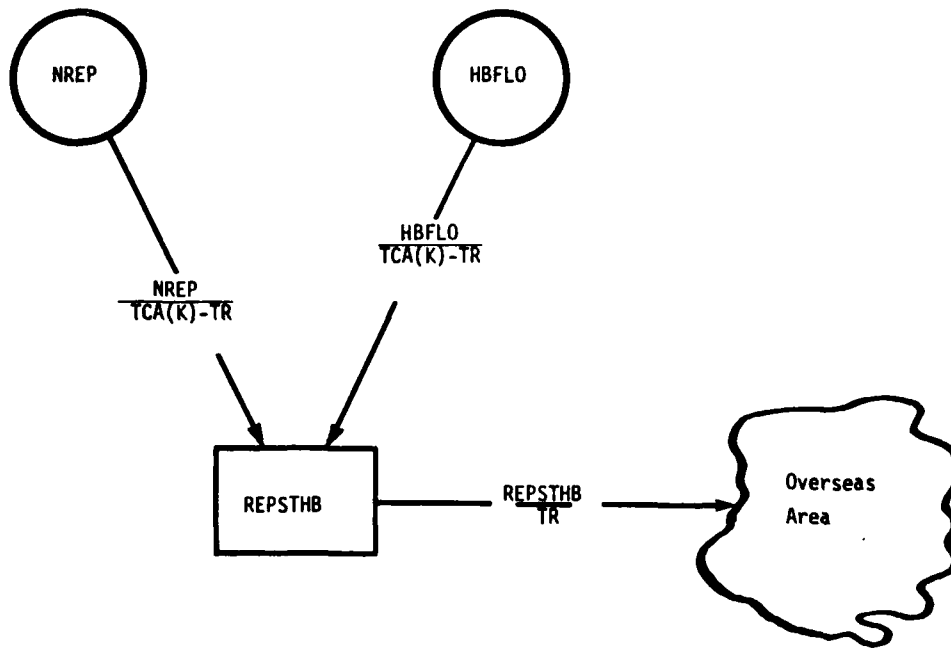 NREP
HBFLO
HBFLO
TCA(K)-TR
NREP
TCA(K)-TR
REPSTHB
REPSTHB
TR
Overseas
Area